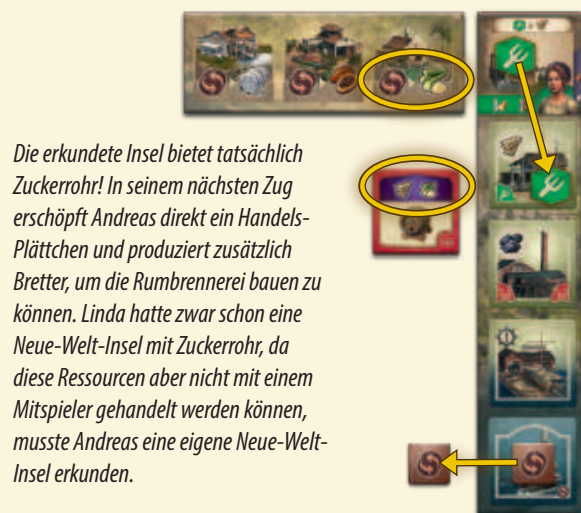 Die erkundete Insel bietet tatsächlich
Zuckerrohr! In seinem nächsten Zug
erschöpft Andreas direkt ein Handels-
Plättchen und produziert zusätzlich
Bretter, um die Rumbrennerei bauen zu
können. Linda hatte zwar schon eine
Neue-Welt-Insel mit Zuckerrohr, da
diese Ressourcen aber nicht mit einem
Mitspieler gehandelt werden können,
musste Andreas eine eigene Neue-Welt-
Insel erkunden.